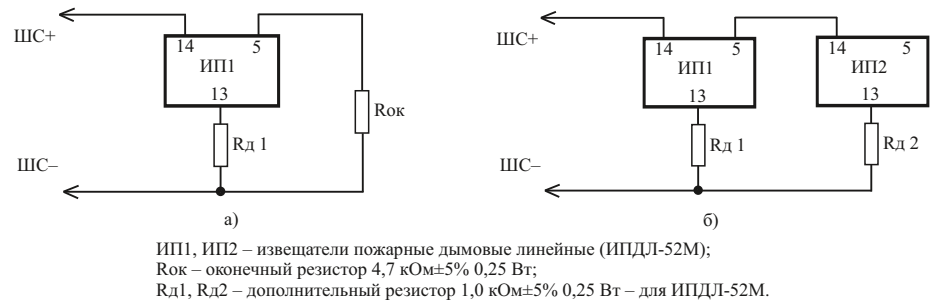 ШС+
14
5
ИП1
13
Rд 1
Rок
ШС–
а)
ШС+
14
5
ИП1
13
Rд 1
14
5
ИП2
13
Rд 2
ШС–
б)
ИП1, ИП2 – извещатели пожарные дымовые линейные (ИПДЛ-52М);
Rок – оконечный резистор 4,7 кОм±5% 0,25 Вт;
Rд1, Rд2 – дополнительный резистор 1,0 кОм±5% 0,25 Вт – для ИПДЛ-52М.